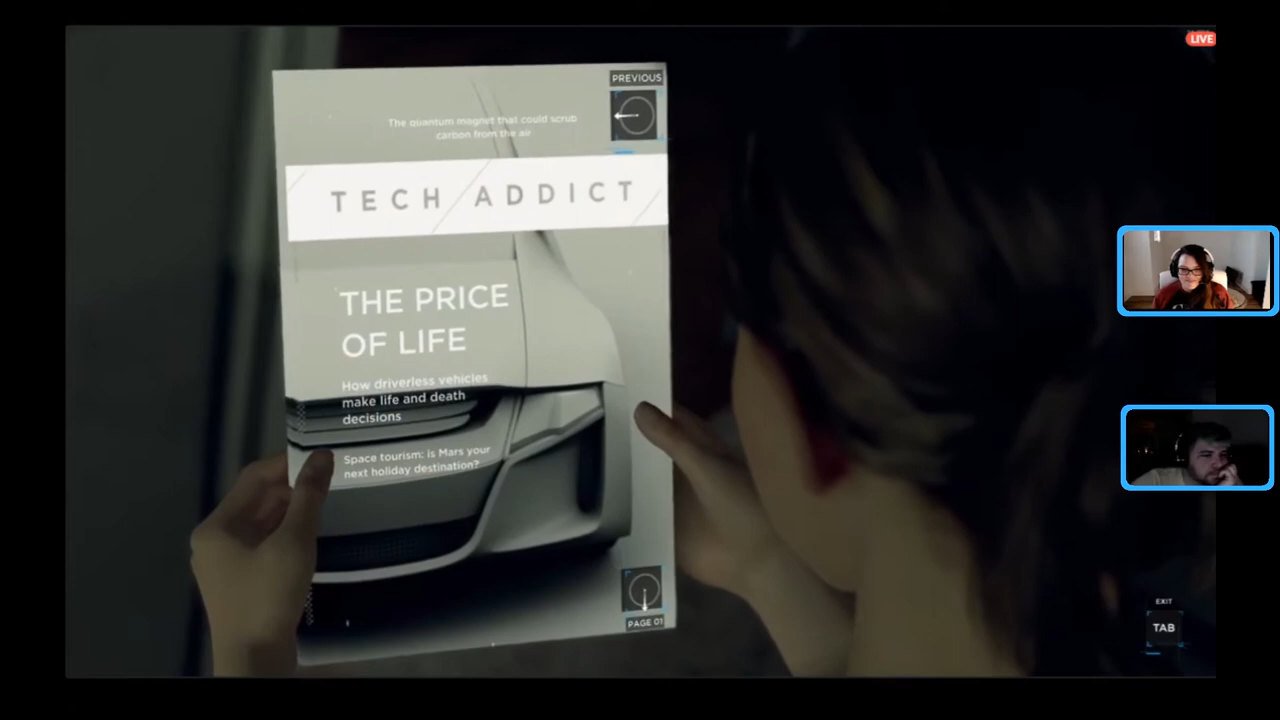 LIVE
PREVIOUS
The quantum magnet that could scrub
carbon from the air
TECH ADDICT
THE PRICE
OF LIFE
How driverless vehicles
make life and death
decisions
Space tourism: is Mars your
next holiday destination?
PAGE 01
EXIT
TAB